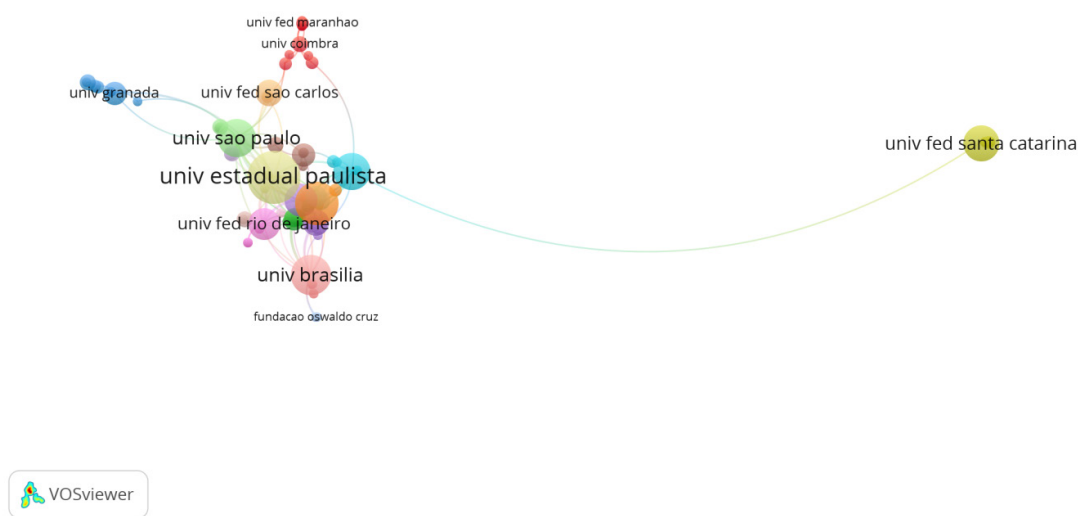 univ fed maranhao
univ coimbra
univ granada
univ fed sao carlos
univ sao paulo
univ fed santa catarina
univ estadual paulista
univ fed rio de janeiro
univ brasilia
fundacao oswaldo cruz
VOSviewer